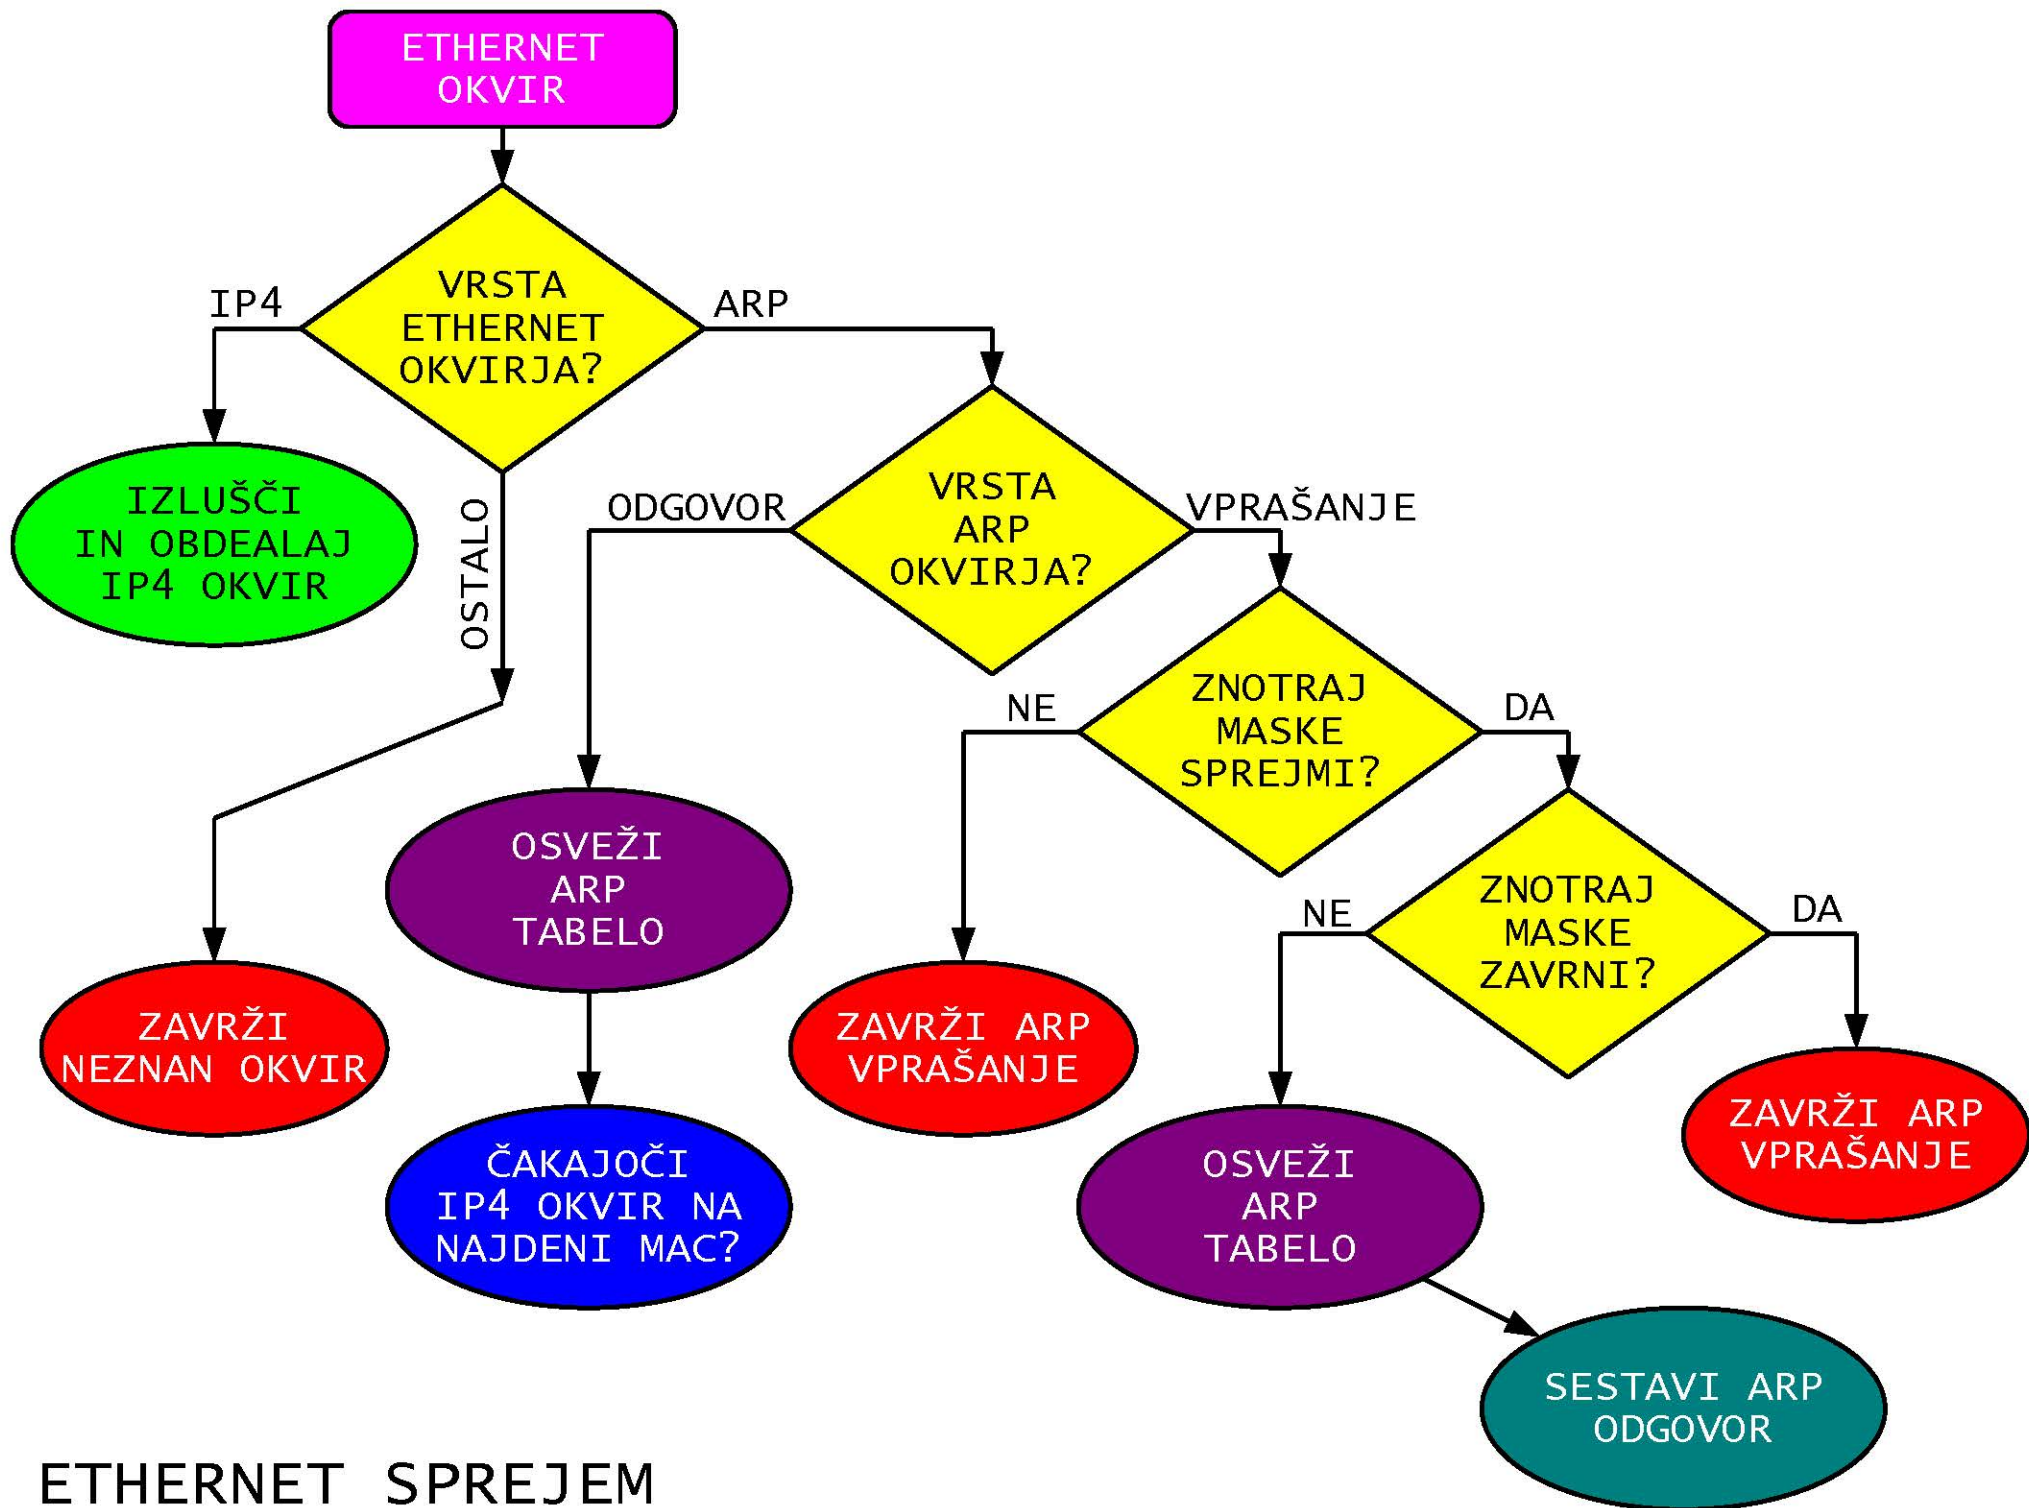 ETHERNET
OKVIR
VRSTA
ETHERNET
OKVIRJA?
IP4
ARP
OSTALO
IZLUŠČI
IN OBDEALAJ
IP4 OKVIR
VRSTA
ARP
OKVIRJA?
ODGOVOR
VPRAŠANJE
ZNOTRAJ
MASKE
SPREJMI?
NE
DA
OSVEŽI
ARP
TABELO
ZNOTRAJ
MASKE
ZAVRNI?
NE
DA
ZAVRŽI
NEZNAN OKVIR
ZAVRŽI ARP
VPRAŠANJE
ZAVRŽI ARP
VPRAŠANJE
ČAKAJOČI
IP4 OKVIR NA
NAJDENI MAC?
OSVEŽI
ARP
TABELO
SESTAVI ARP
ODGOVOR
ETHERNET SPREJEM